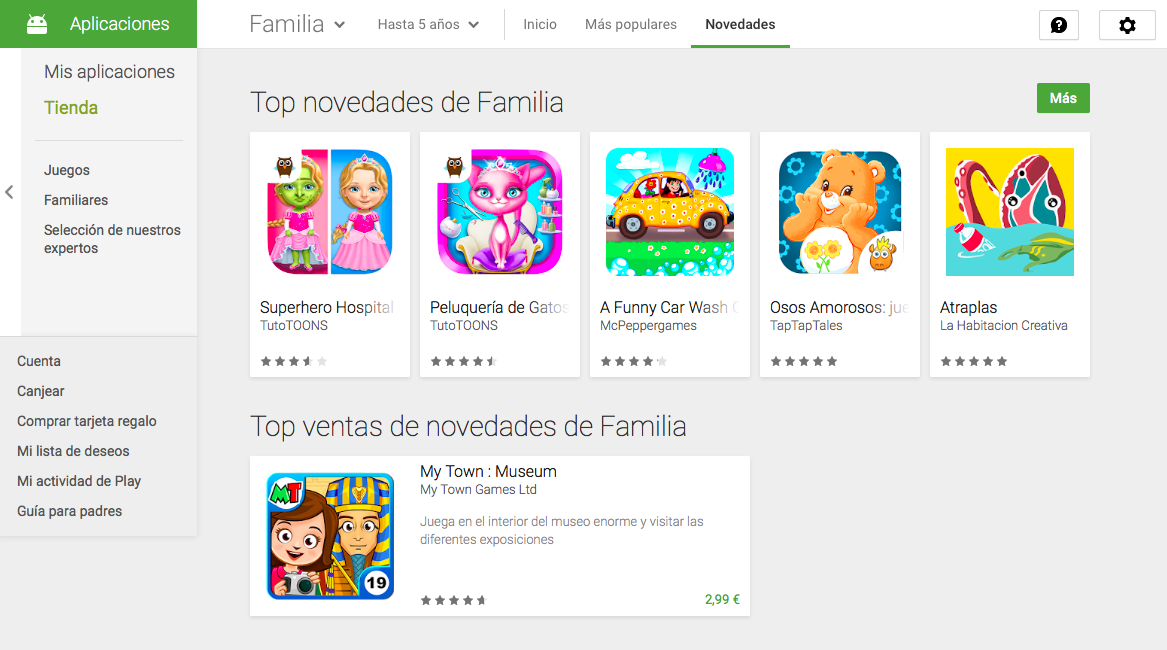 Aplicaciones
Familia
Hasta 5 años
Inicio
Más populares
Novedades
Mis aplicaciones
Tienda
Juegos
Familiares
Selección de nuestros
expertos
Cuenta
Canjear
Comprar tarjeta regalo
Mi lista de deseos
Mi actividad de Play
Guía para padres
Top novedades de Familia
Más
Superhero Hospital
TutoTOONS
Peluquería de Gatos
TutoTOONS
A Funny Car Wash
McPeppergames
Osos Amorosos: jue
TapTapTales
Atraplas
La Habitacion Creativa
Top ventas de novedades de Familia
MT
19
My Town : Museum
My Town Games Ltd
Juega en el interior del museo enorme y visitar las
diferentes exposiciones
2,99 €